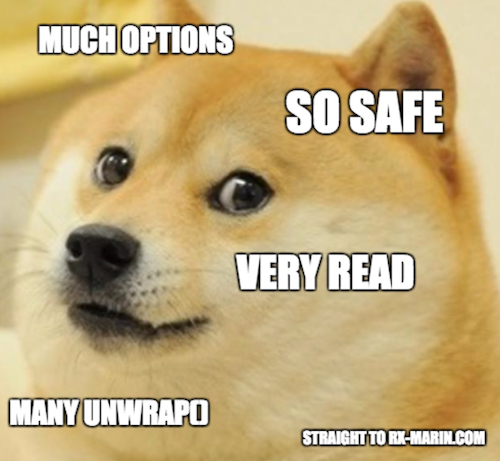 MUCH OPTIONS
SO SAFE
VERY READ
MANY UNWRAP()
STRAIGHT TO RX-MARIN.COM